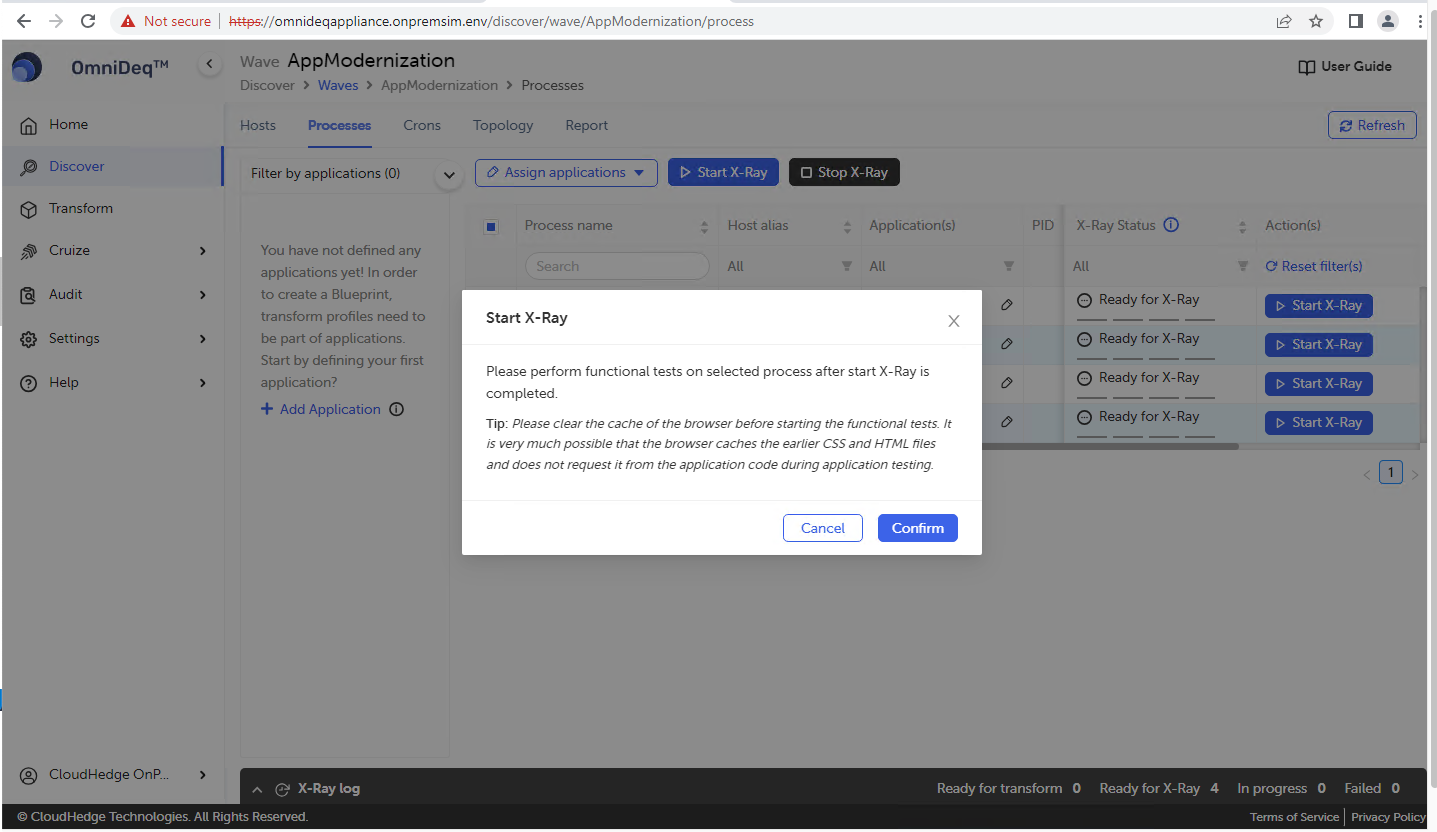 Not secure
https://omnideqappliance.onpremsim.env/discover/wave/AppModernization/process
OmniDeq™
Wave AppModernization
Discover > Waves > AppModernization > Processes
User Guide
Home
Discover
Transform
Cruize
Audit
Settings
Help
CloudHedge OnP...
Hosts Processes Crons Topology Report
Refresh
Filter by applications (0)
Assign applications
Start X-Ray
Stop X-Ray
You have not defined any
applications yet! In order
to create a Blueprint,
transform profiles need to
be part of applications.
Start by defining your first
application?
+ Add Application
Process name Host alias Application(s) PID X-Ray Status Action(s)
Search All All All Reset filter(s)
Ready for X-Ray Start X-Ray
Ready for X-Ray Start X-Ray
Ready for X-Ray Start X-Ray
Ready for X-Ray Start X-Ray
< 1 >
Start X-Ray
Please perform functional tests on selected process after start X-Ray is
completed.
Tip: Please clear the cache of the browser before starting the functional tests. It
is very much possible that the browser caches the earlier CSS and HTML files
and does not request it from the application code during application testing.
Cancel Confirm
X-Ray log
Ready for transform 0 Ready for X-Ray 4 In progress 0 Failed 0
© CloudHedge Technologies. All Rights Reserved.
Terms of Service | Privacy Policy